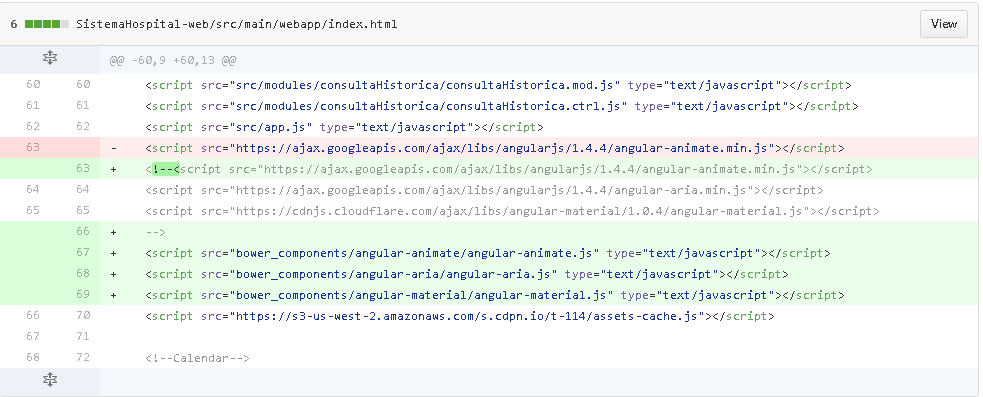 6 SistemaHospital-web/src/main/webapp/index.html View
@@ -60,9 +60,13 @@
60 60 <script src="src/modules/consultaHistorica/consultaHistorica.mod.js" type="text/javascript"></script>
61 61 <script src="src/modules/consultaHistorica/consultaHistorica.ctrl.js" type="text/javascript"></script>
62 62 <script src="src/app.js" type="text/javascript"></script>
63 - <script src="https://ajax.googleapis.com/ajax/libs/angularjs/1.4.4/angular-animate.min.js"></script>
63 + <!--<script src="https://ajax.googleapis.com/ajax/libs/angularjs/1.4.4/angular-animate.min.js"></script>
64 64 <script src="https://ajax.googleapis.com/ajax/libs/angularjs/1.4.4/angular-aria.min.js"></script>
65 65 <script src="https://cdnjs.cloudflare.com/ajax/libs/angular-material/1.0.4/angular-material.js"></script>
66 + -->
67 + <script src="bower_components/angular-animate/angular-animate.js" type="text/javascript"></script>
68 + <script src="bower_components/angular-aria/angular-aria.js" type="text/javascript"></script>
69 + <script src="bower_components/angular-material/angular-material.js" type="text/javascript"></script>
66 70 <script src="https://s3-us-west-2.amazonaws.com/s.cdpn.io/t-114/assets-cache.js"></script>
67 71
68 72 <!--Calendar-->